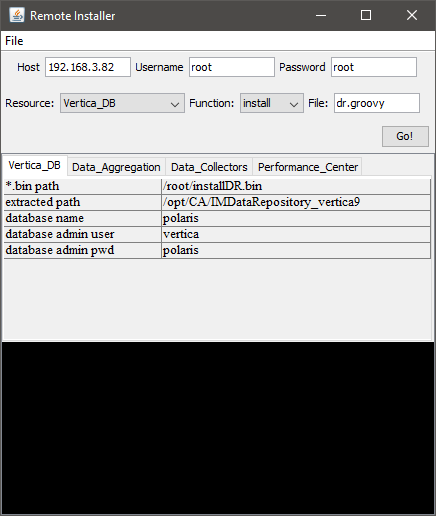 Remote Installer
File
Host 192.168.3.82 Username root Password root
Resource: Vertica_DB Function: install File: dr.groovy
Go!
Vertica_DB Data_Aggregation Data_Collectors Performance_Center
*.bin path /root/installDR.bin
extracted path /opt/CA/IMDataRepository_vertica9
database name polaris
database admin user vertica
database admin pwd polaris